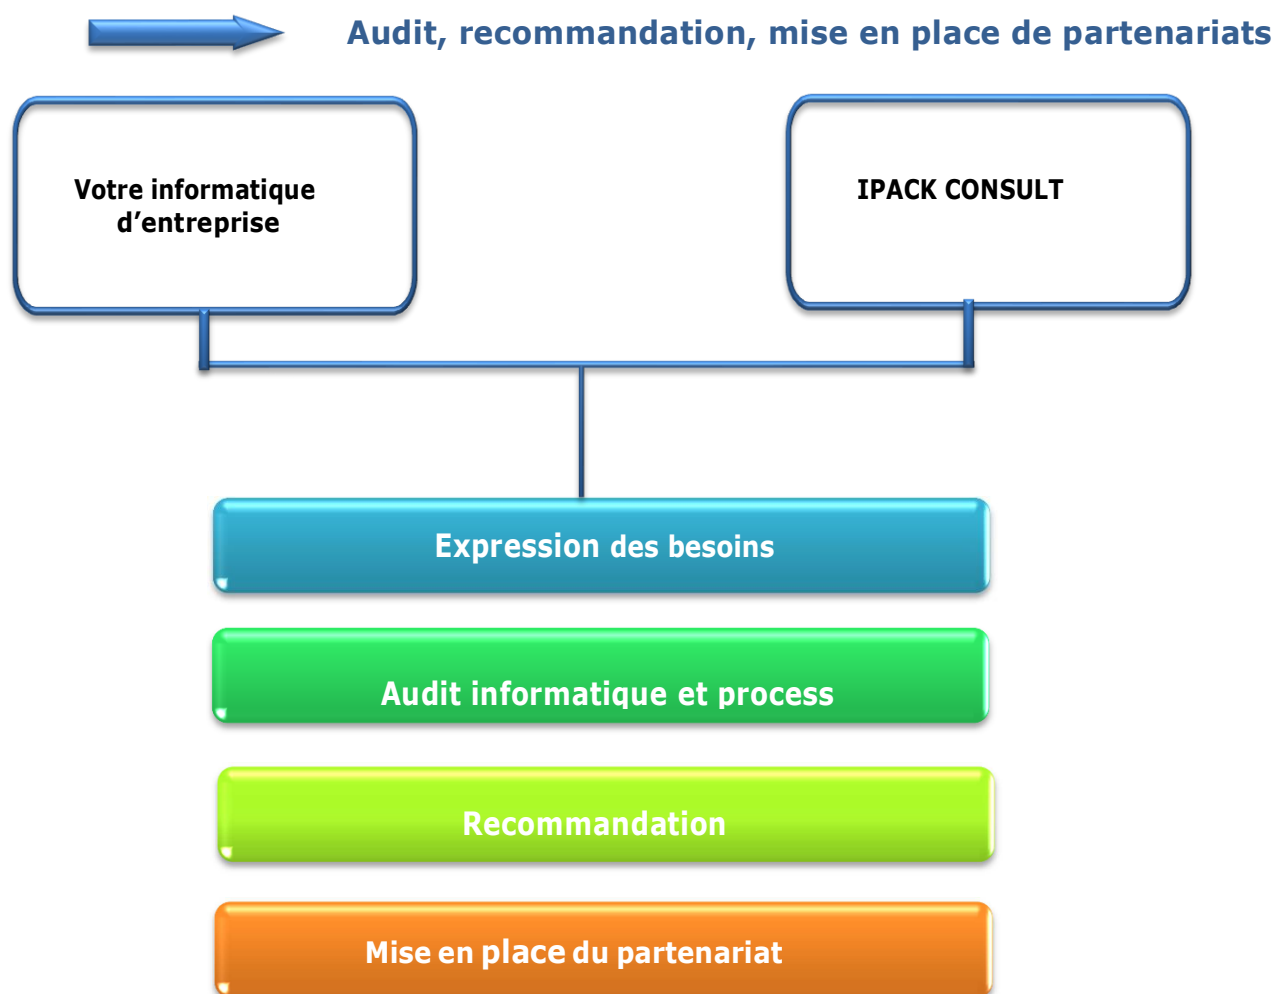 Audit, recommandation, mise en place de partenariats
Votre informatique
d’entreprise
IPACK CONSULT
Expression des besoins
Audit informatique et process
Recommandation
Mise en place du partenariat